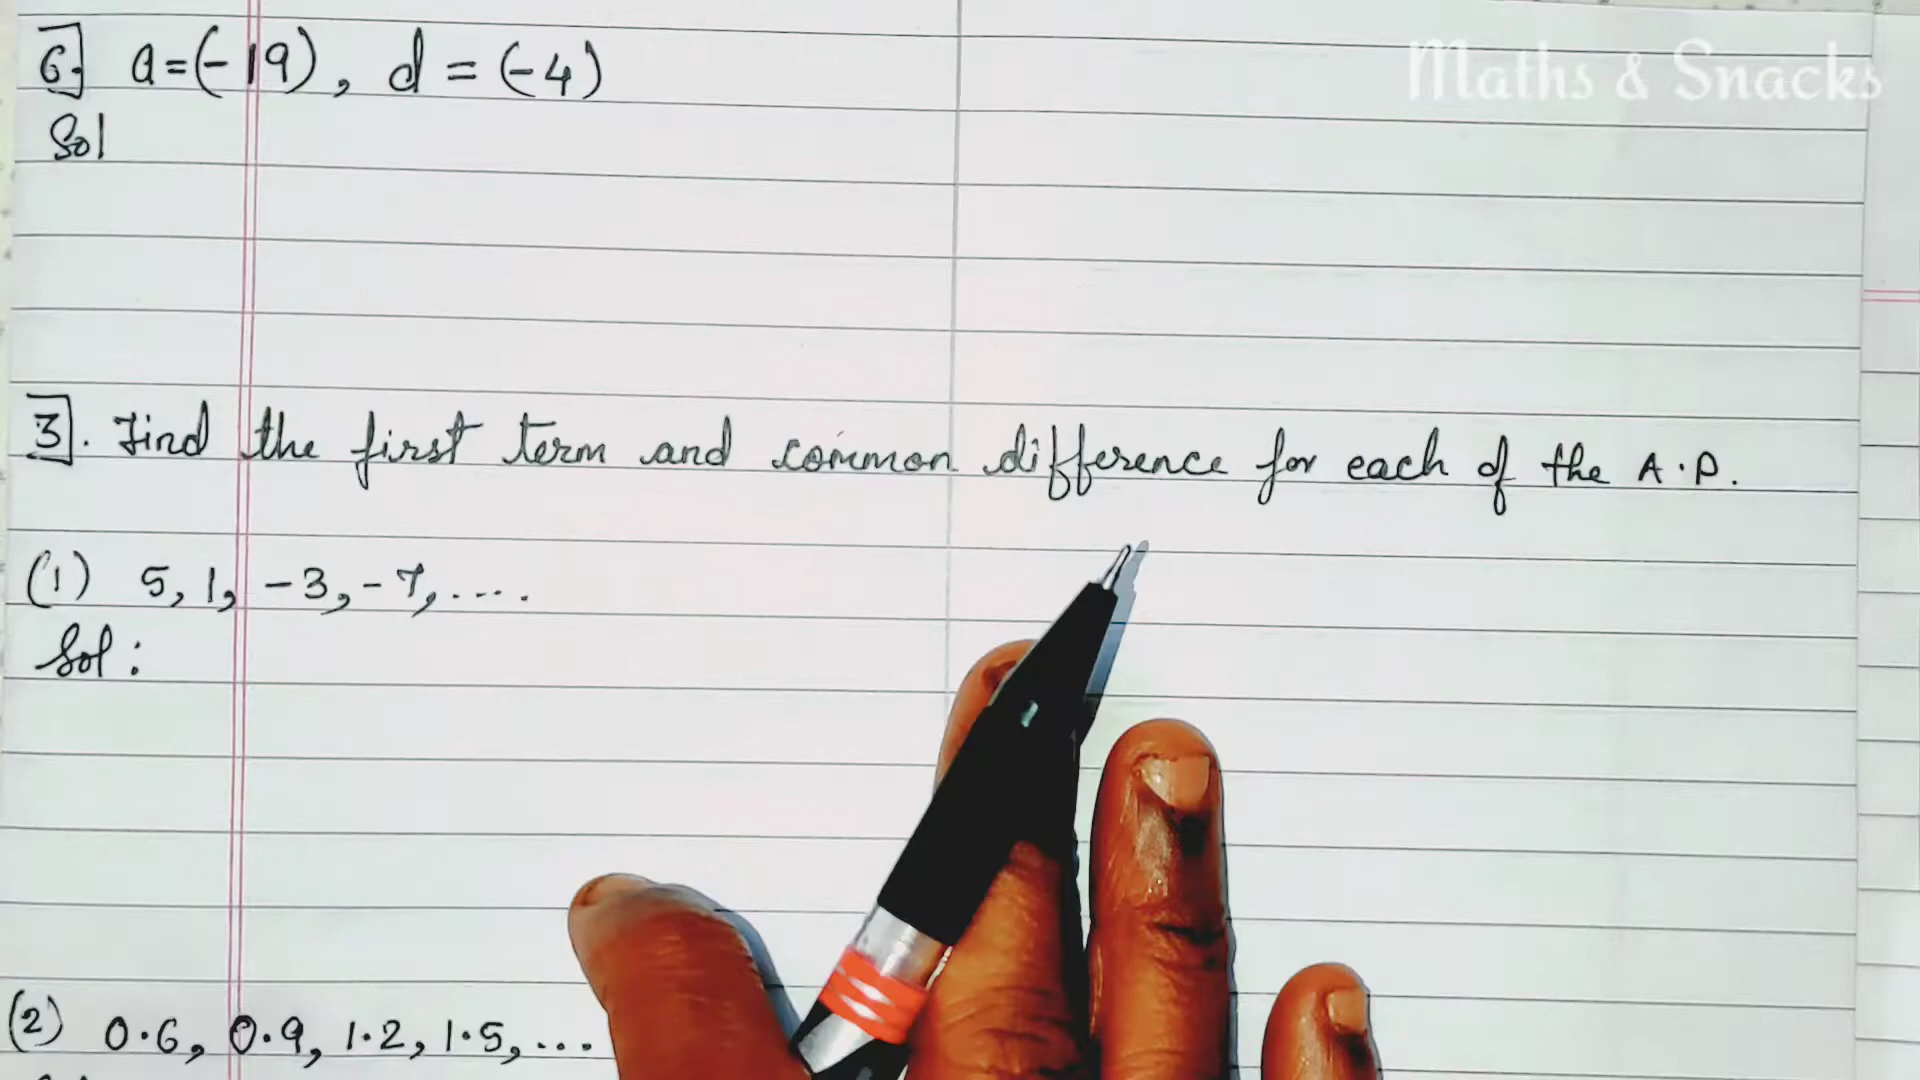 Maths & Snacks
6. a = (-19), d = (-4)
Sol
3. Find the first term and common difference for each of the A.P.
(1) 5, 1, -3, -7, ....
Sol :
(2) 0.6, 0.9, 1.2, 1.5, ...